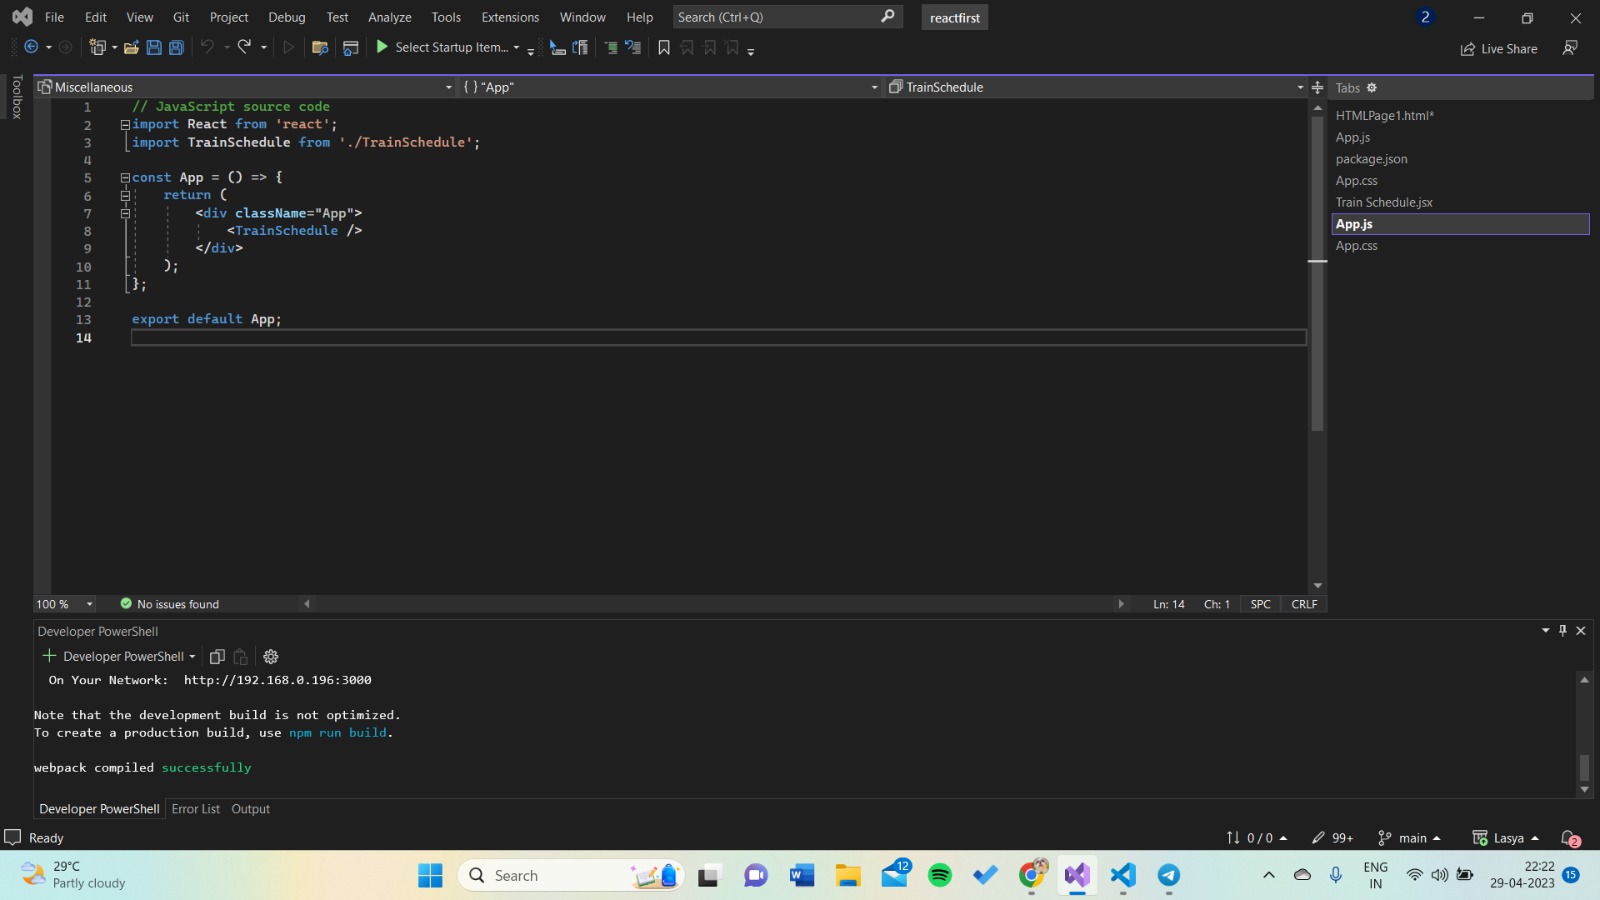 File Edit View Git Project Debug Test Analyze Tools Extensions Window Help Search (Ctrl+Q) reactfirst 2
Select Startup Item... Live Share
Toolbox
Miscellaneous { } "App" TrainSchedule Tabs
1 // JavaScript source code
2 import React from 'react';
3 import TrainSchedule from './TrainSchedule';
4
5 const App = () => {
6 return (
7 <div className="App">
8 <TrainSchedule />
9 </div>
10 );
11 };
12
13 export default App;
14
HTMLPage1.html*
App.js
package.json
App.css
Train Schedule.jsx
App.js
App.css
100 % No issues found Ln: 14 Ch: 1 SPC CRLF
Developer PowerShell
Developer PowerShell
On Your Network: http://192.168.0.196:3000
Note that the development build is not optimized.
To create a production build, use npm run build.
webpack compiled successfully
Developer PowerShell Error List Output
Ready 0 / 0 99+ main Lasya 2
29°C
Partly cloudy
Search
12
ENG
IN
22:22
29-04-2023
15